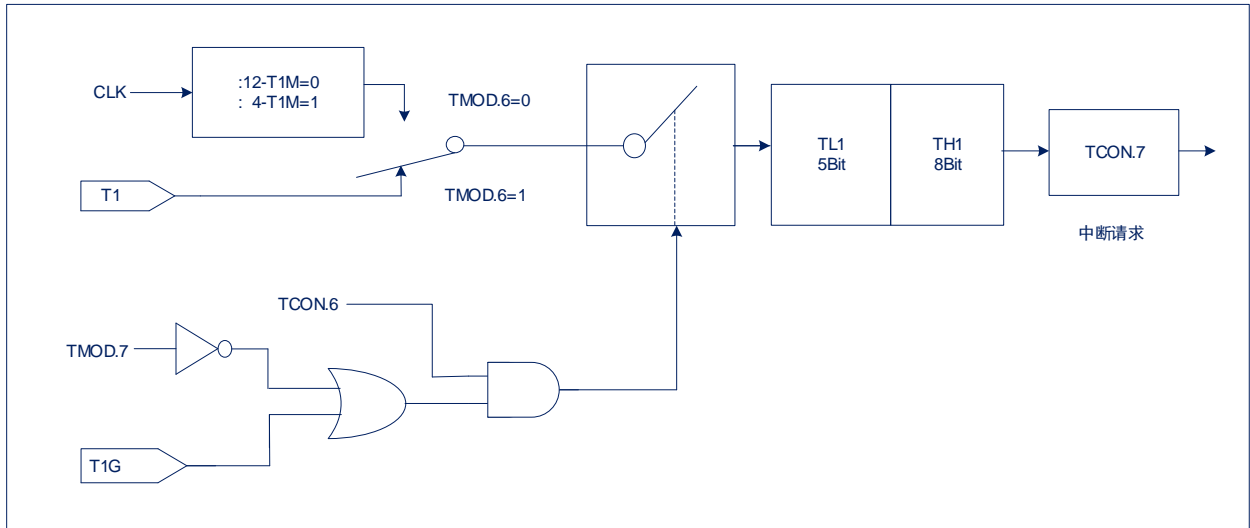 CLK
:12-T1M=0
: 4-T1M=1
TMOD.6=0
T1
TMOD.6=1
TL1
5Bit
TH1
8Bit
TCON.7
中断请求
TCON.6
TMOD.7
T1G